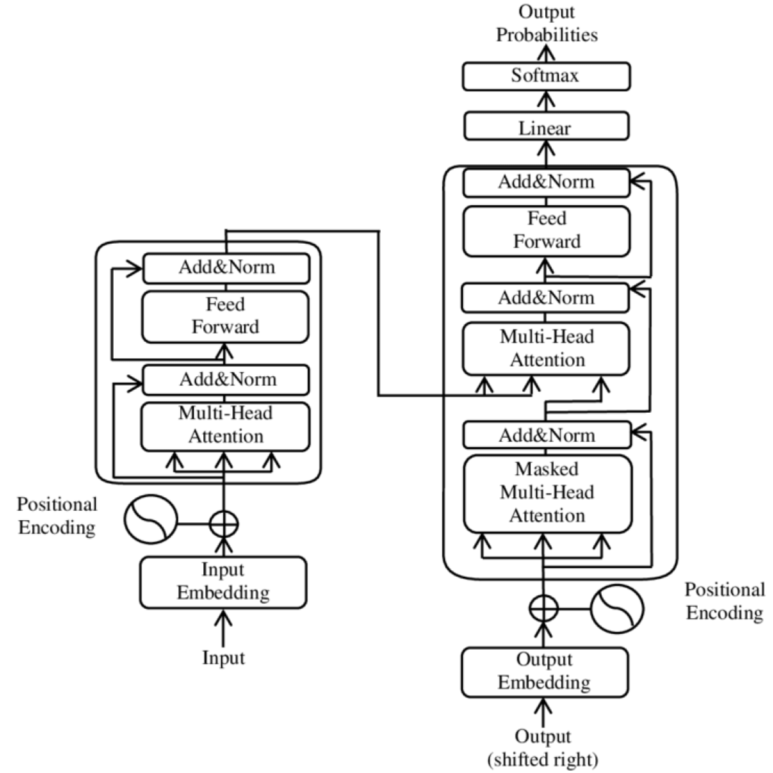 Output
Probabilities
Softmax
Linear
Add&Norm
Feed
Forward
Add&Norm
Multi-Head
Attention
Add&Norm
Masked
Multi-Head
Attention
Positional
Encoding
Output
Embedding
Output
(shifted right)
Add&Norm
Feed
Forward
Add&Norm
Multi-Head
Attention
Positional
Encoding
Input
Embedding
Input